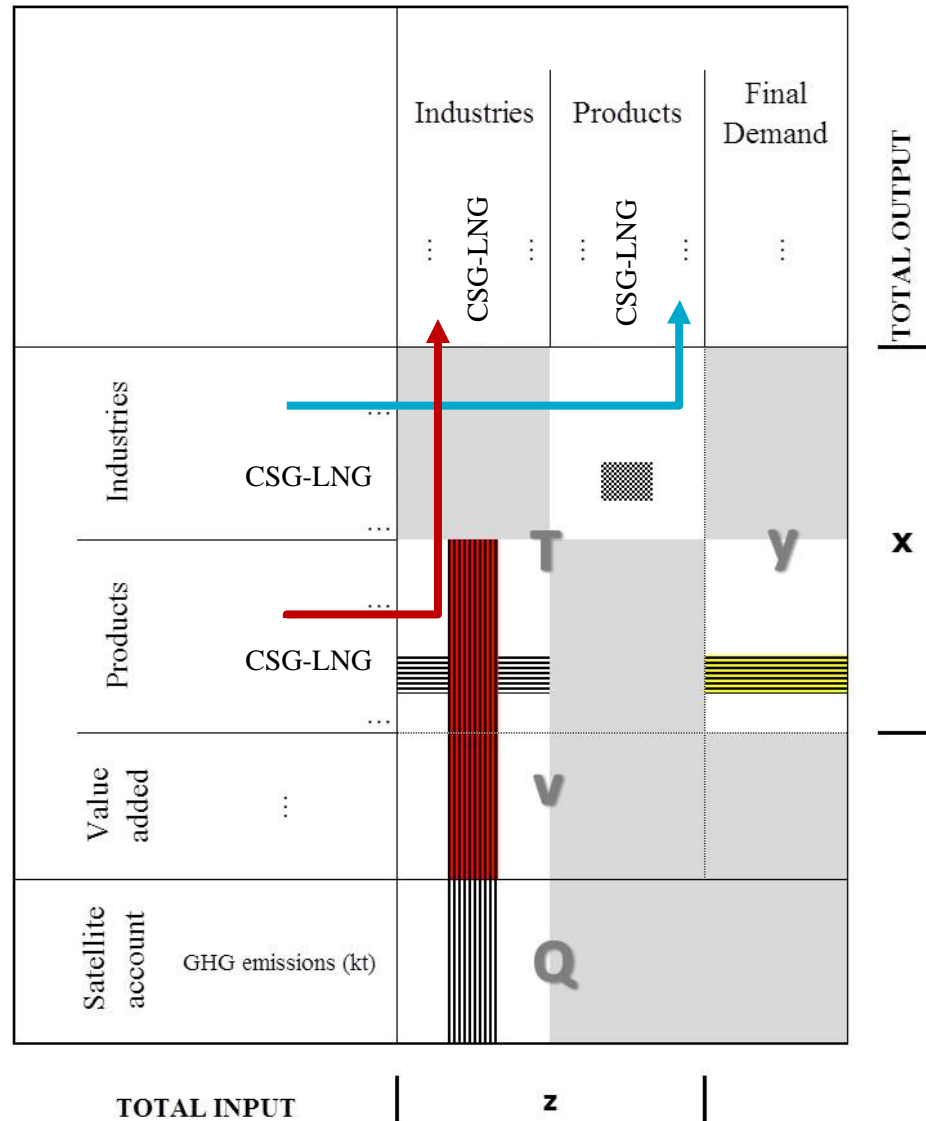 Industries
Products
Final
Demand
TOTAL OUTPUT
...
CSG-LNG
...
...
CSG-LNG
...
...
Industries
...
CSG-LNG
...
T
y
x
Products
...
CSG-LNG
...
Value
added
...
v
Satellite
account
GHG emissions (kt)
Q
TOTAL INPUT
z